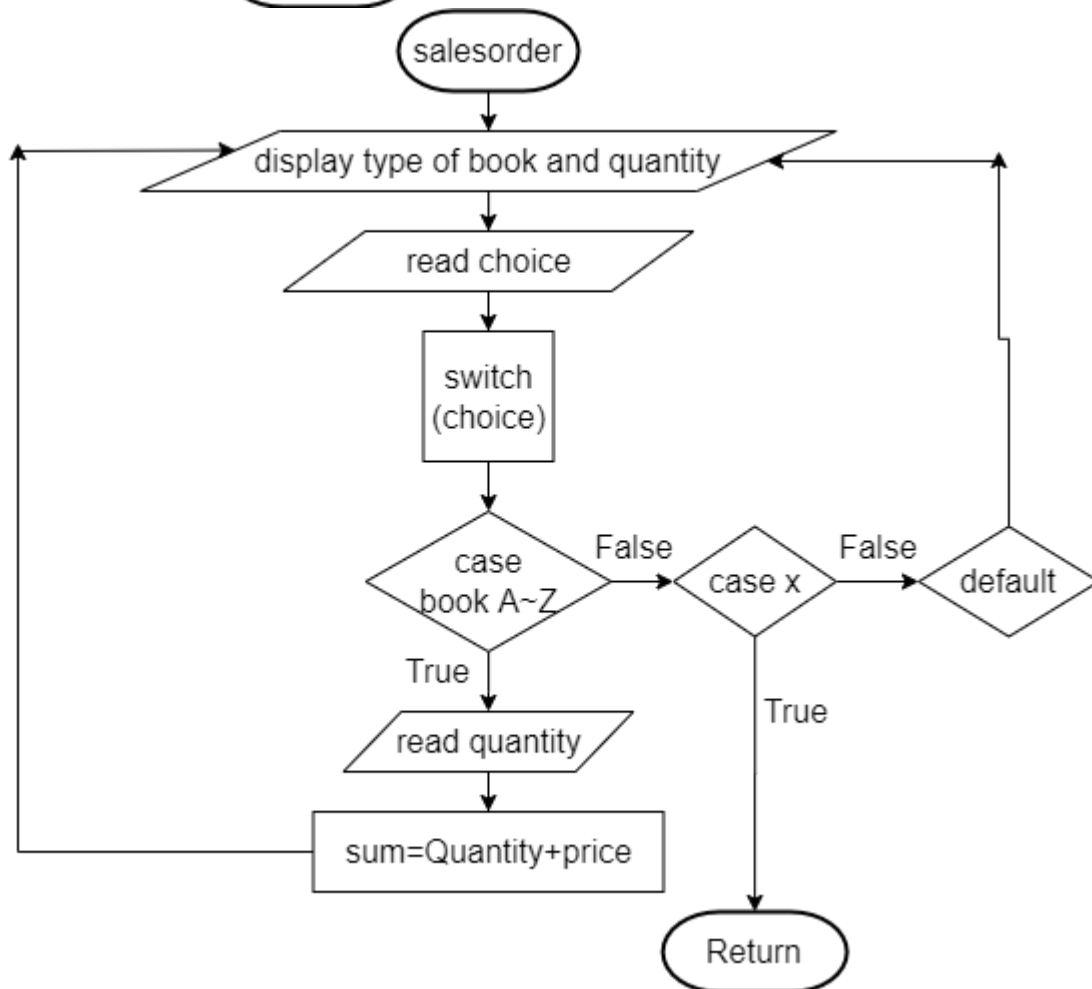 salesorder
display type of book and quantity
read choice
switch
(choice)
case
book A~Z
False
case x
False
default
True
read quantity
True
sum=Quantity+price
Return